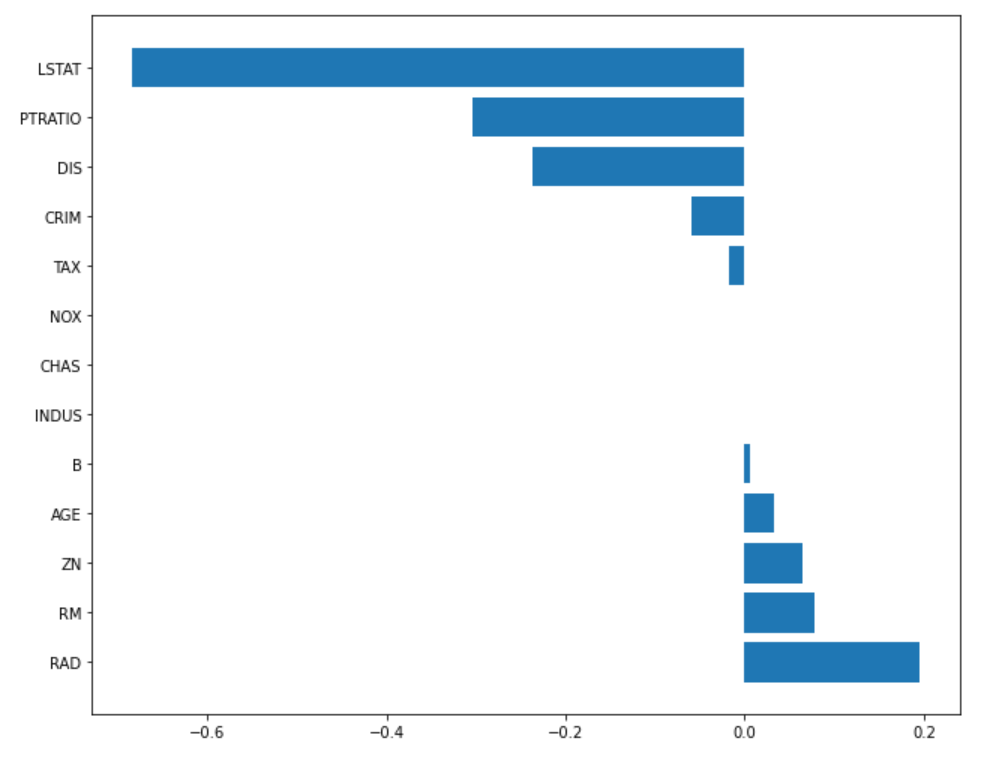 LSTAT
PTRATIO
DIS
CRIM
TAX
NOX
CHAS
INDUS
B
AGE
ZN
RM
RAD
−0.6 −0.4 −0.2 0.0 0.2